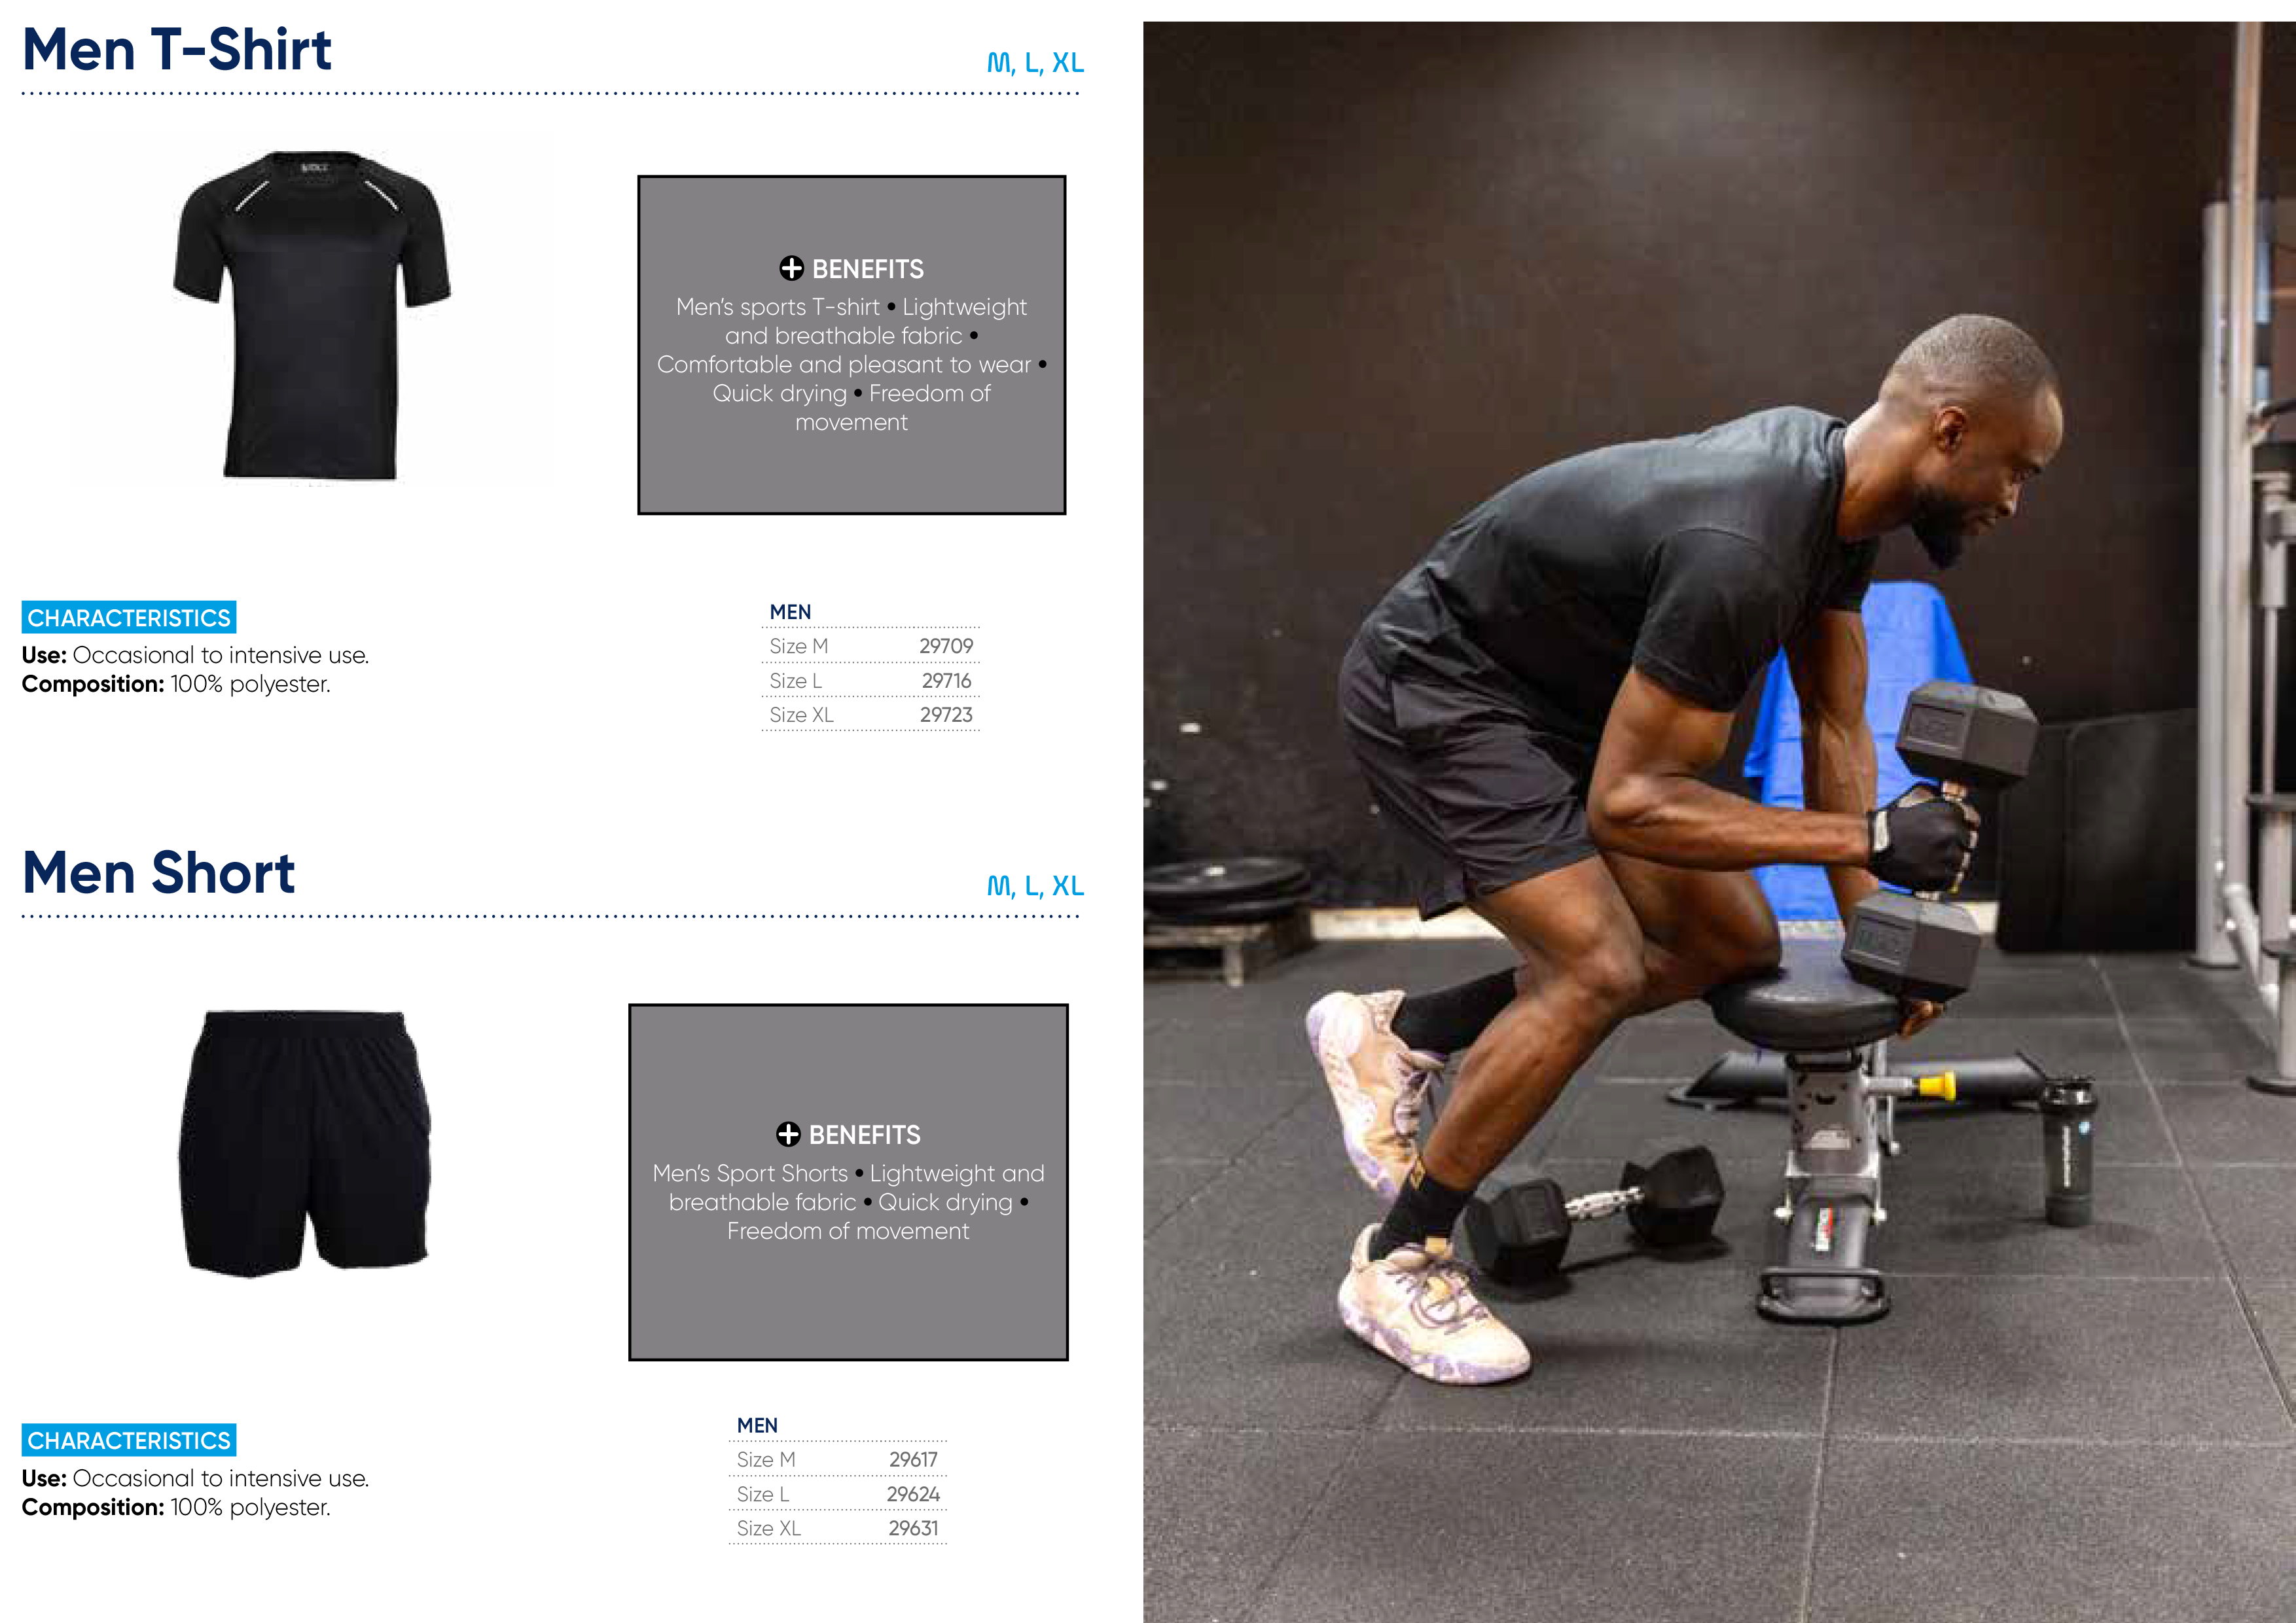 Men T-Shirt
M, L, XL
BENEFITS
Men's sports T-shirt • Lightweight
and breathable fabric •
Comfortable and pleasant to wear •
Quick drying • Freedom of
movement
CHARACTERISTICS
Use: Occasional to intensive use.
Composition: 100% polyester.
MEN
Size M 29709
Size L 29716
Size XL 29723
Men Short
M, L, XL
BENEFITS
Men's Sport Shorts • Lightweight and
breathable fabric • Quick drying •
Freedom of movement
CHARACTERISTICS
Use: Occasional to intensive use.
Composition: 100% polyester.
MEN
Size M 29617
Size L 29624
Size XL 29631